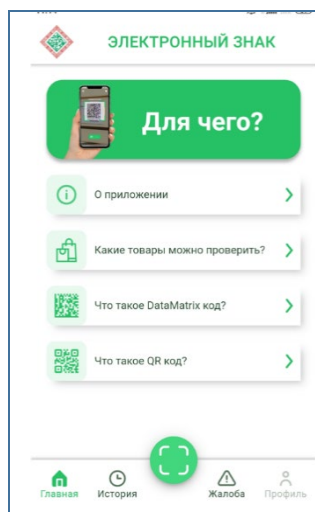 ЭЛЕКТРОННЫЙ ЗНАК
Для чего?
О приложении
Какие товары можно проверить?
Что такое DataMatrix код?
Что такое QR код?
Главная
История
Жалоба
Профиль